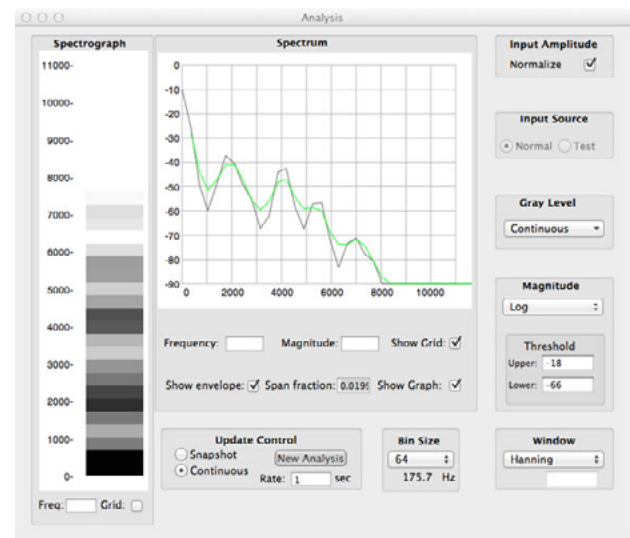 Analysis
Spectrograph
11000-
10000-
9000-
8000-
7000-
6000-
5000-
4000-
3000-
2000-
1000-
0-
Freq: Grid:
Spectrum
0
-10
-20
-30
-40
-50
-60
-70
-80
-90
0 2000 4000 6000 8000 10000
Frequency: Magnitude: Show Grid:
Show envelope: Span fraction: 0.0199 Show Graph:
Update Control
Snapshot
New Analysis
Continuous
Rate: 1 sec
Bin Size
64
175.7 Hz
Input Amplitude
Normalize
Input Source
Normal Test
Gray Level
Continuous
Magnitude
Log
Threshold
Upper: -18
Lower: -66
Window
Hanning